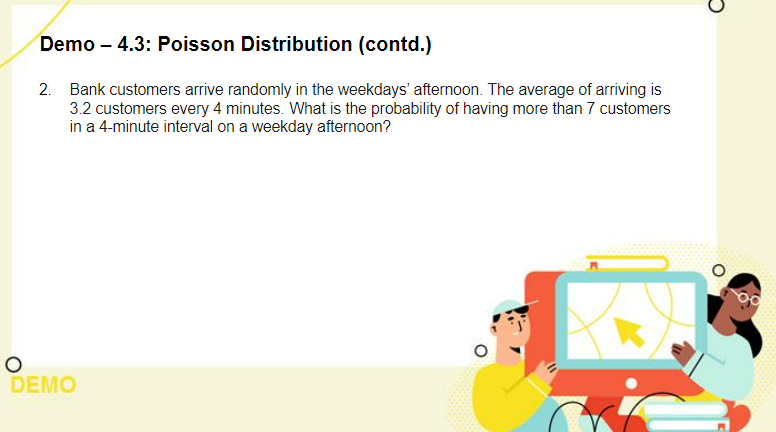 Demo – 4.3: Poisson Distribution (contd.)
2. Bank customers arrive randomly in the weekdays’ afternoon. The average of arriving is
3.2 customers every 4 minutes. What is the probability of having more than 7 customers
in a 4-minute interval on a weekday afternoon?
DEMO